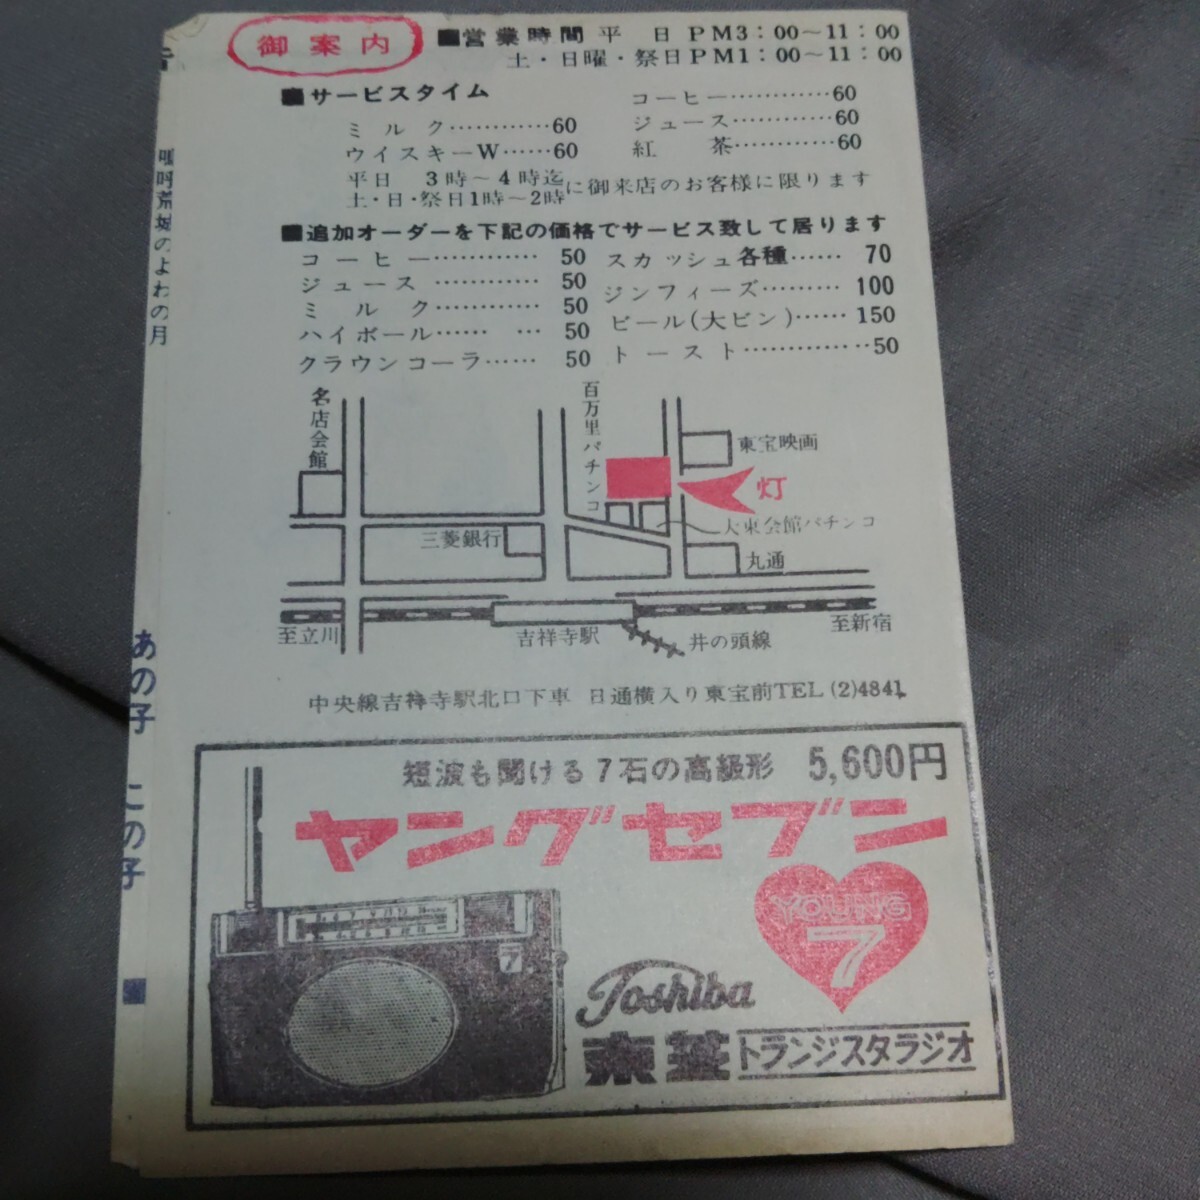 御案内
■営業時間 平 日 PM3：00～11：00
土・日曜・祭日PM1：00～11：00
■サービスタイム
ミ ル ク…………60
ウイスキーW……60
コーヒー…………60
ジュース…………60
紅 茶…………60
平日 3時～4時迄
土・日・祭日1時～2時
に御来店のお客様に限ります
■追加オーダーを下記の価格でサービス致して居ります
コ ー ヒ ー………… 50
ジ ュ ー ス ………… 50
ミ ル ク………… 50
ハイボール…… … 50
クラウンコーラ…… 50
スカッシュ各種…… 70
ジンフィーズ……… 100
ビール(大ビン)…… 150
ト ー ス ト…………50
名店会館
百万里パチンコ
東宝映画
灯
大東会館パチンコ
三菱銀行
丸通
至立川
吉祥寺駅
井の頭線
至新宿
中央線吉祥寺駅北口下車 日通横入り東宝前TEL(2)4841
短波も聞ける7石の高級形 5,600円
ヤングセブン
YOUNG
7
7
Toshiba
東芝トランジスタラジオ
荒城のよわの月
あの子 この子 ■